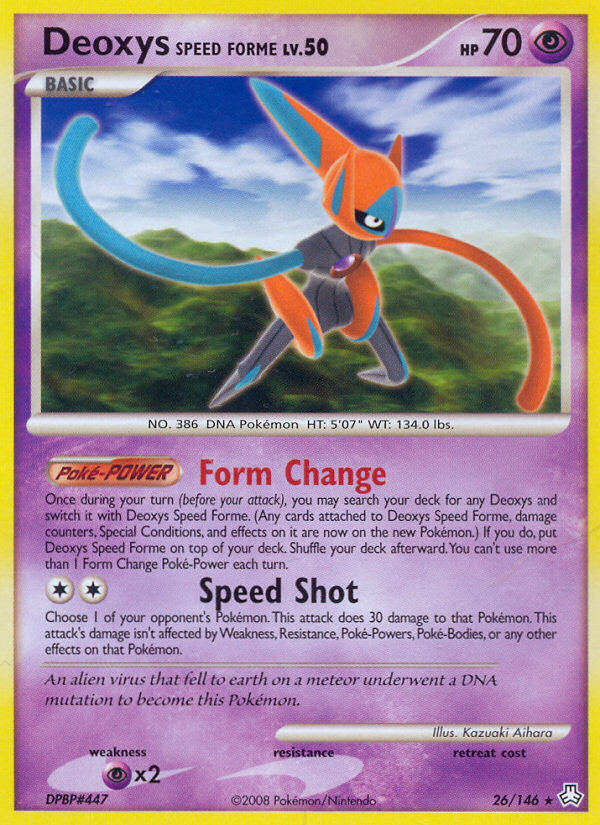 Deoxys SPEED FORME LV.50 HP 70
BASIC
NO. 386 DNA Pokémon HT: 5'07" WT: 134.0 lbs.
Poké-POWER Form Change
Once during your turn (before your attack), you may search your deck for any Deoxys and
switch it with Deoxys Speed Forme. (Any cards attached to Deoxys Speed Forme, damage
counters, Special Conditions, and effects on it are now on the new Pokémon.) If you do, put
Deoxys Speed Forme on top of your deck. Shuffle your deck afterward. You can't use more
than 1 Form Change Poké-Power each turn.
Speed Shot
Choose 1 of your opponent's Pokémon. This attack does 30 damage to that Pokémon. This
attack's damage isn't affected by Weakness, Resistance, Poké-Powers, Poké-Bodies, or any other
effects on that Pokémon.
An alien virus that fell to earth on a meteor underwent a DNA
mutation to become this Pokémon.
Illus. Kazuaki Aihara
weakness resistance retreat cost
x2
DPBP#447 ©2008 Pokémon/Nintendo 26/146 ★